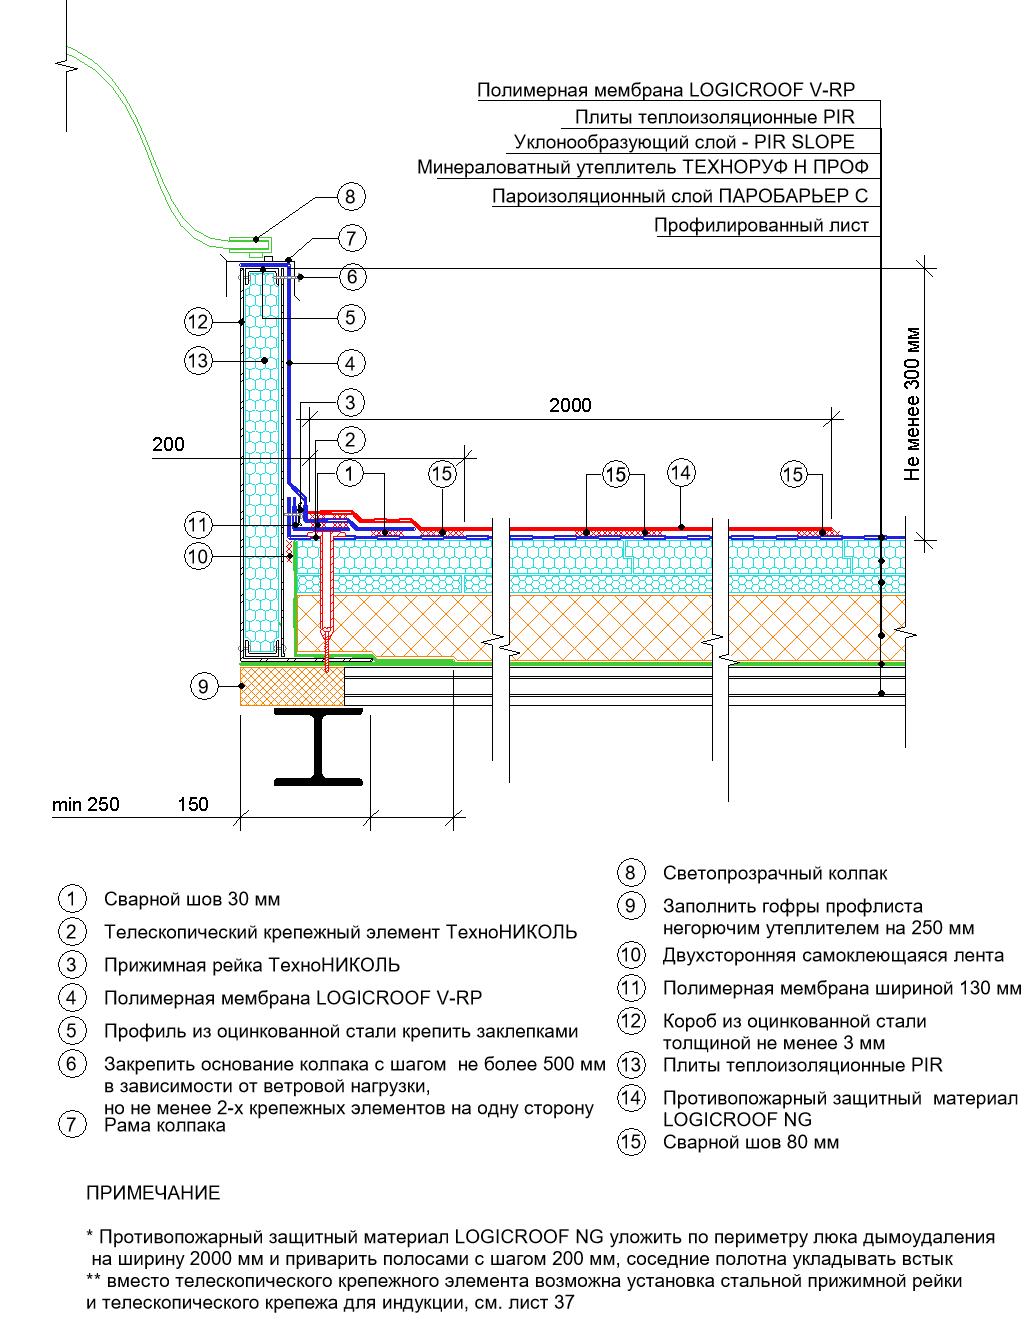 Полимерная мембрана LOGICROOF V-RP
Плиты теплоизоляционные PIR
Уклонообразующий слой - PIR SLOPE
Минераловатный утеплитель ТЕХНОРУФ Н ПРОФ
Пароизоляционный слой ПАРОБАРЬЕР С
Профилированный лист
8
7
6
5
4
3
2
1
12
13
11
10
9
15
15
14
15
200
2000
Не менее 300 мм
min 250
150
1 Сварной шов 30 мм
2 Телескопический крепежный элемент ТехноНИКОЛЬ
3 Прижимная рейка ТехноНИКОЛЬ
4 Полимерная мембрана LOGICROOF V-RP
5 Профиль из оцинкованной стали крепить заклепками
6 Закрепить основание колпака с шагом не более 500 мм
в зависимости от ветровой нагрузки,
но не менее 2-х крепежных элементов на одну сторону
7 Рама колпака
8 Светопрозрачный колпак
9 Заполнить гофры профлиста
негорючим утеплителем на 250 мм
10 Двухсторонняя самоклеющаяся лента
11 Полимерная мембрана шириной 130 мм
12 Короб из оцинкованной стали
толщиной не менее 3 мм
13 Плиты теплоизоляционные PIR
14 Противопожарный защитный материал
LOGICROOF NG
15 Сварной шов 80 мм
ПРИМЕЧАНИЕ
* Противопожарный защитный материал LOGICROOF NG уложить по периметру люка дымоудаления
на ширину 2000 мм и приварить полосами с шагом 200 мм, соседние полотна укладывать встык
** вместо телескопического крепежного элемента возможна установка стальной прижимной рейки
и телескопического крепежа для индукции, см. лист 37